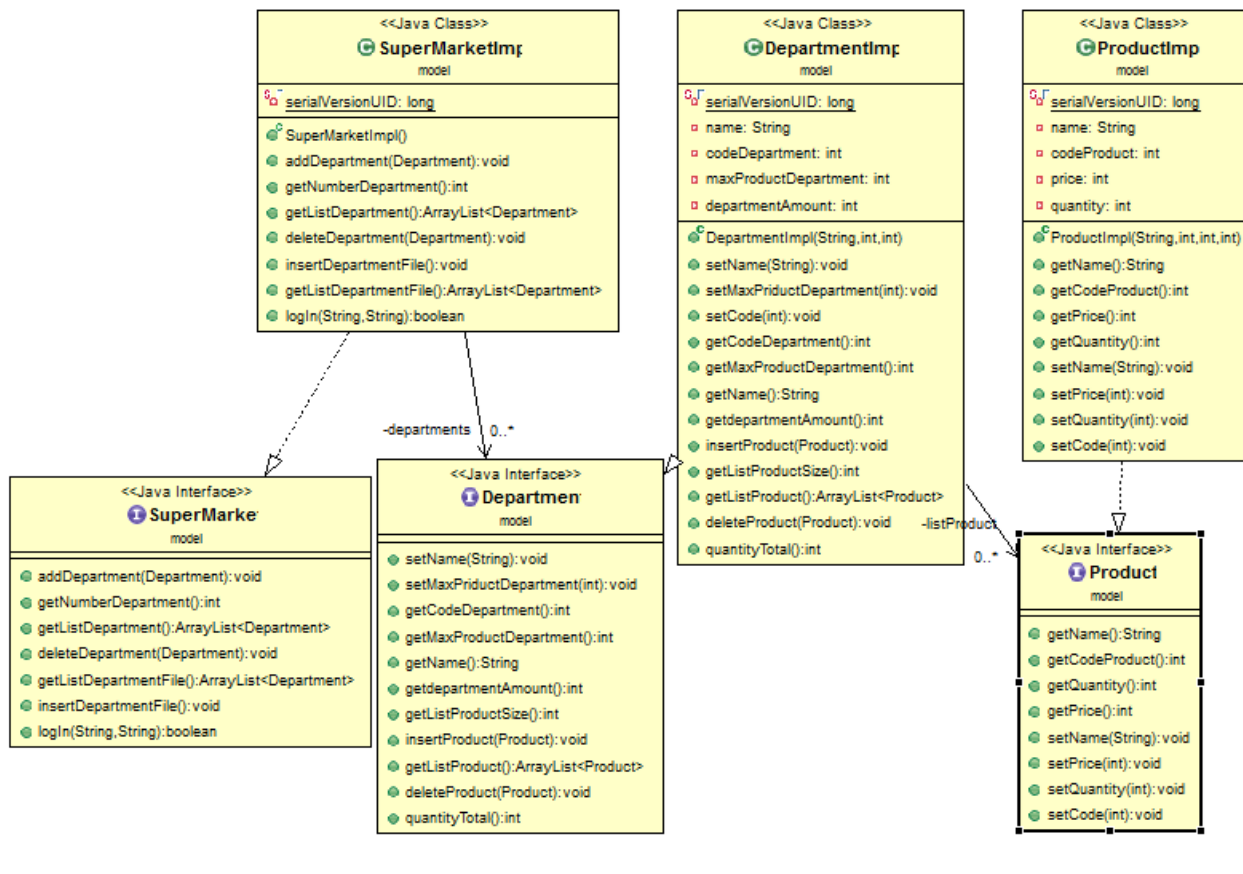 <<Java Class>>
SuperMarketImp
model
serialVersionUID: long
SuperMarketImpl()
addDepartment(Department): void
getNumberDepartment():int
getListDepartment():ArrayList<Department>
deleteDepartment(Department): void
insertDepartmentFile(): void
getListDepartmentFile():ArrayList<Department>
logIn(String,String):boolean
<<Java Class>>
DepartmentImp
model
serialVersionUID: long
name: String
codeDepartment: int
maxProductDepartment: int
departmentAmount: int
DepartmentImpl(String,int,int)
setName(String): void
setMaxPriductDepartment(int): void
setCode(int): void
getCodeDepartment():int
getMaxProductDepartment():int
getName():String
getdepartmentAmount():int
insertProduct(Product): void
getListProductSize():int
getListProduct():ArrayList<Product>
deleteProduct(Product): void
quantityTotal():int
<<Java Class>>
ProductImp
model
serialVersionUID: long
name: String
codeProduct: int
price: int
quantity: int
ProductImpl(String,int,int,int)
getName():String
getCodeProduct():int
getPrice():int
getQuantity():int
setName(String): void
setPrice(int): void
setQuantity(int): void
setCode(int): void
-departments 0..*
-listProduct
0..*
<<Java Interface>>
SuperMarke
model
addDepartment(Department): void
getNumberDepartment():int
getListDepartment():ArrayList<Department>
deleteDepartment(Department): void
getListDepartmentFile():ArrayList<Department>
insertDepartmentFile(): void
logIn(String,String):boolean
<<Java Interface>>
Departmen
model
setName(String): void
setMaxPriductDepartment(int): void
getCodeDepartment():int
getMaxProductDepartment():int
getName():String
getdepartmentAmount():int
getListProductSize():int
insertProduct(Product): void
getListProduct():ArrayList<Product>
deleteProduct(Product): void
quantityTotal():int
<<Java Interface>>
Product
model
getName():String
getCodeProduct():int
getQuantity():int
getPrice():int
setName(String): void
setPrice(int): void
setQuantity(int): void
setCode(int): void